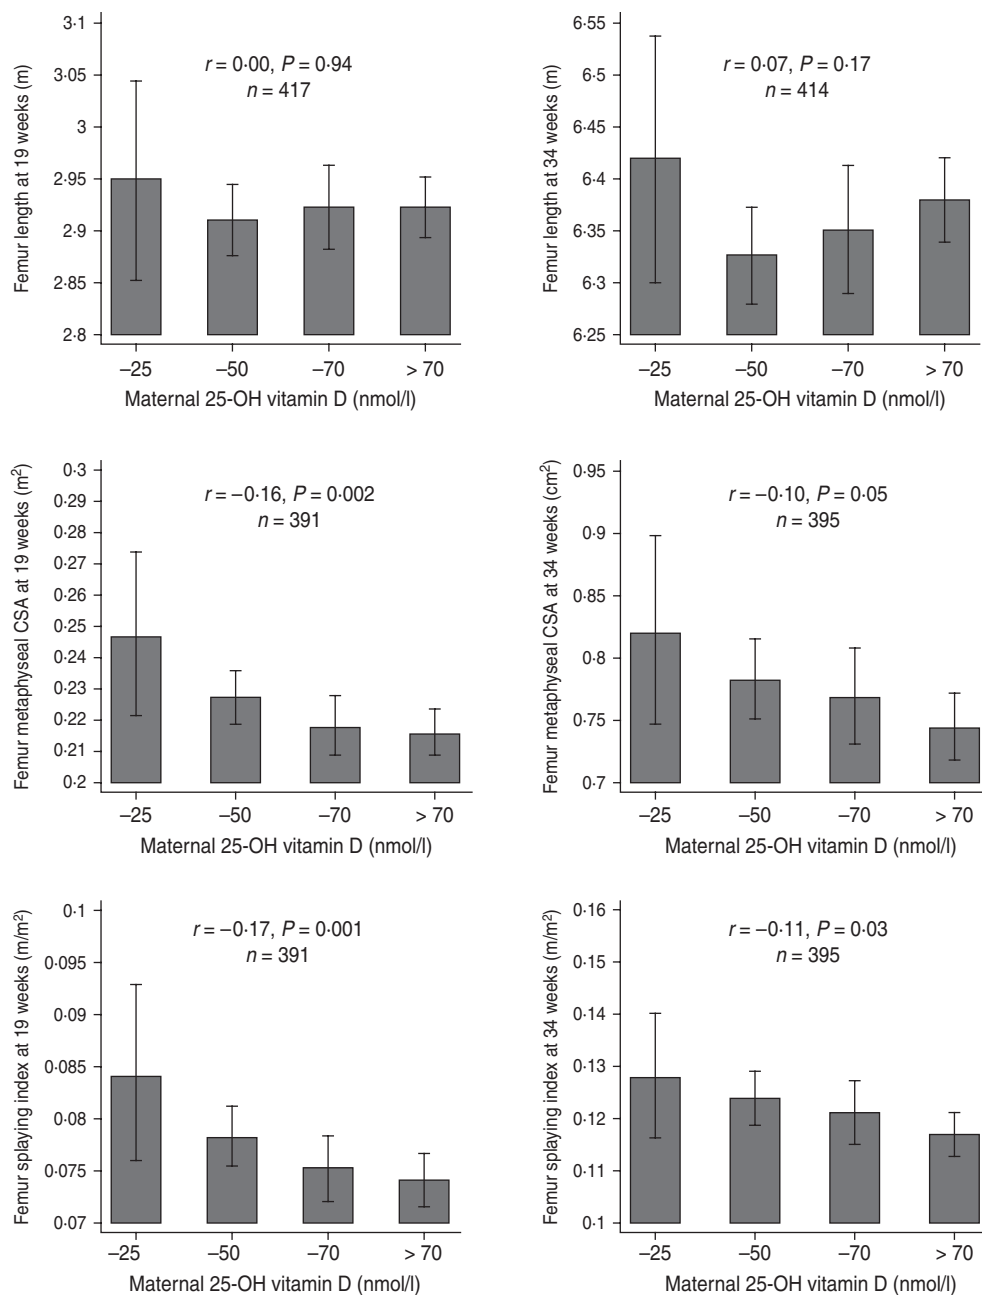 Femur length at 19 weeks (m)
3·1
3·05
3
2·95
2·9
2·85
2·8
r = 0·00, P = 0·94
n = 417
–25 –50 –70 > 70
Maternal 25-OH vitamin D (nmol/l)
Femur length at 34 weeks (m)
6·55
6·5
6·45
6·4
6·35
6·3
6·25
r = 0·07, P = 0·17
n = 414
–25 –50 –70 > 70
Maternal 25-OH vitamin D (nmol/l)
Femur metaphyseal CSA at 19 weeks (m²)
0·3
0·29
0·28
0·27
0·26
0·25
0·24
0·23
0·22
0·21
0·2
r = –0·16, P = 0·002
n = 391
–25 –50 –70 > 70
Maternal 25-OH vitamin D (nmol/l)
Femur metaphyseal CSA at 34 weeks (cm²)
0·95
0·9
0·85
0·8
0·75
0·7
r = –0·10, P = 0·05
n = 395
–25 –50 –70 > 70
Maternal 25-OH vitamin D (nmol/l)
Femur splaying index at 19 weeks (m/m²)
0·1
0·095
0·09
0·085
0·08
0·075
0·07
r = –0·17, P = 0·001
n = 391
–25 –50 –70 > 70
Maternal 25-OH vitamin D (nmol/l)
Femur splaying index at 34 weeks (m/m²)
0·16
0·15
0·14
0·13
0·12
0·11
0·1
r = –0·11, P = 0·03
n = 395
–25 –50 –70 > 70
Maternal 25-OH vitamin D (nmol/l)